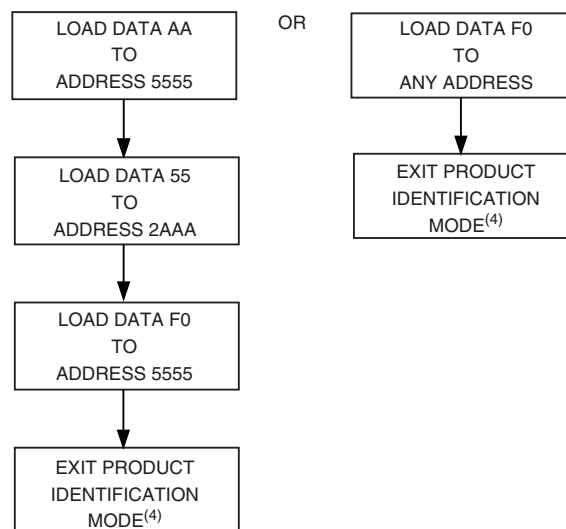 LOAD DATA AA
TO
ADDRESS 5555
LOAD DATA 55
TO
ADDRESS 2AAA
LOAD DATA F0
TO
ADDRESS 5555
EXIT PRODUCT
IDENTIFICATION
MODE(4)
OR
LOAD DATA F0
TO
ANY ADDRESS
EXIT PRODUCT
IDENTIFICATION
MODE(4)